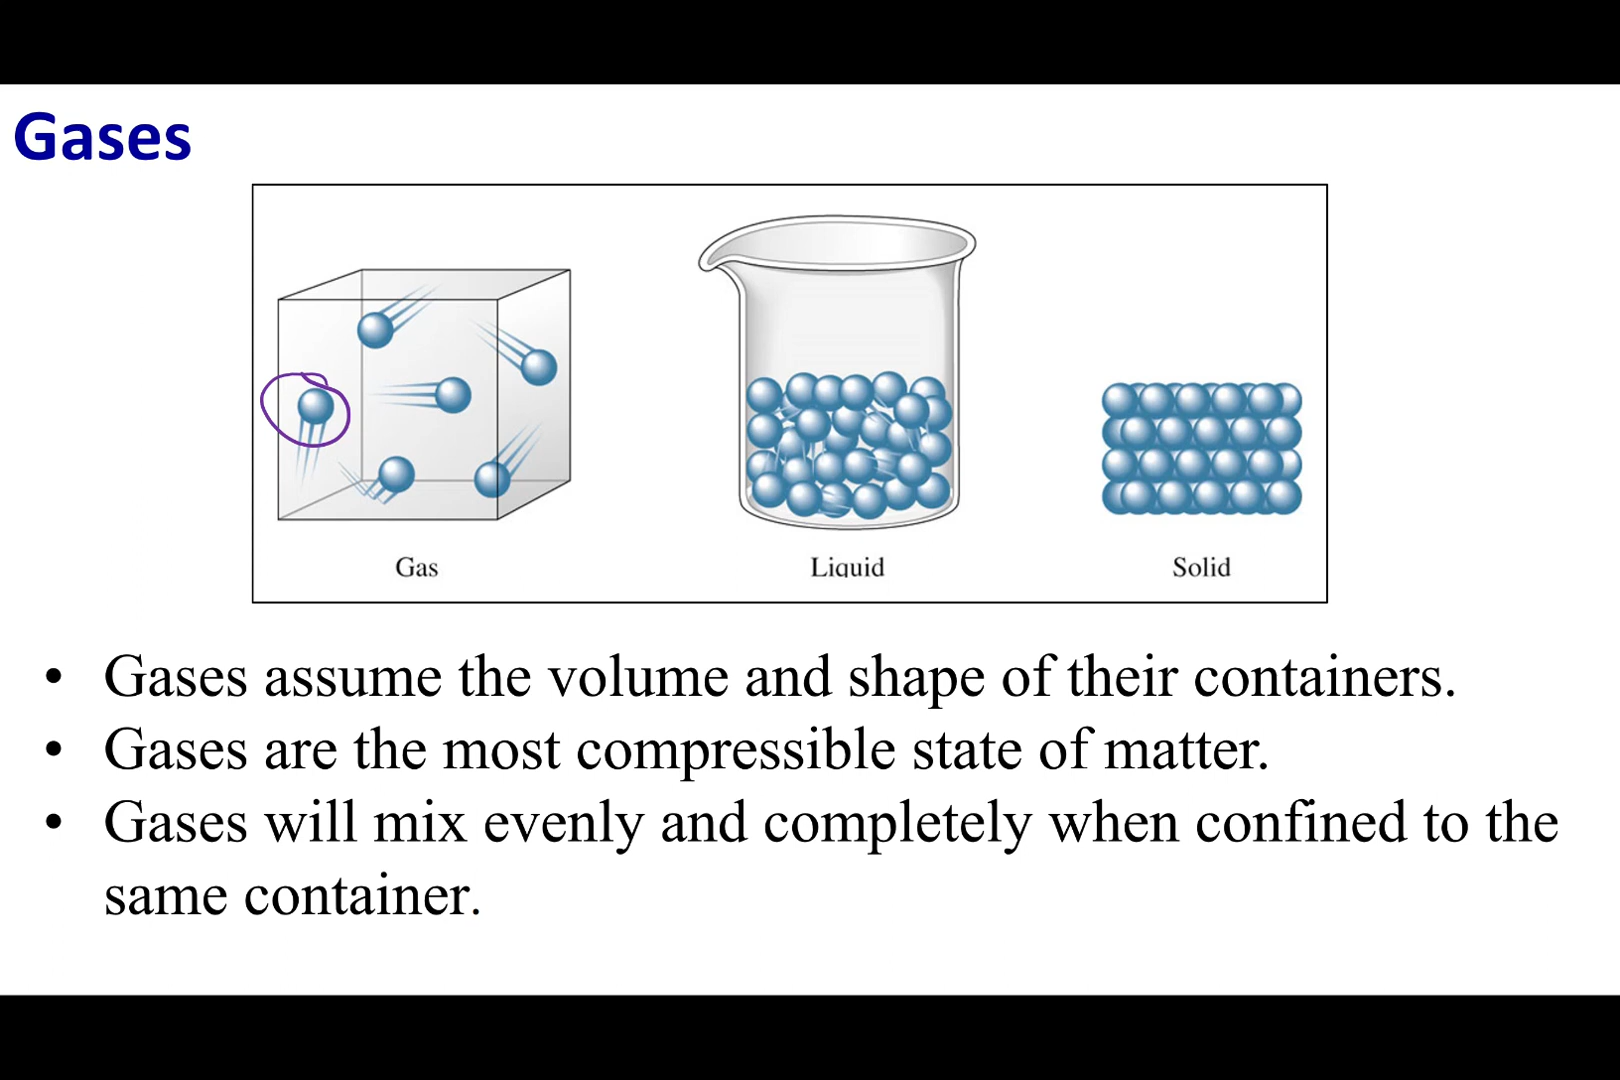 Gases
Gas
Liquid
Solid
• Gases assume the volume and shape of their containers.
• Gases are the most compressible state of matter.
• Gases will mix evenly and completely when confined to the
same container.